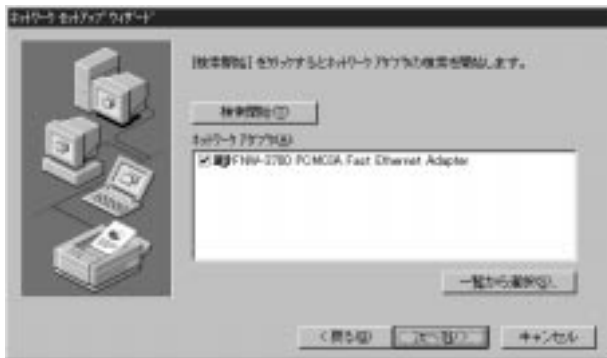 ネットワーク セットアップ ウィザード
[検索開始] をクリックするとネットワーク アダプタの検索を開始します。
検索開始(T)
ネットワーク アダプタ(A):
FNW-3700 PCMCIA Fast Ethernet Adapter
一覧から選択(S)...
< 戻る(B)
次へ(N) >
キャンセル